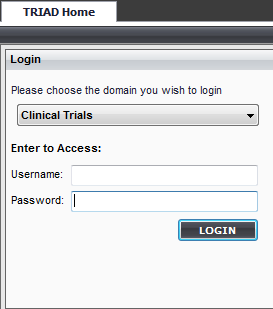 TRIAD Home
Login
Please choose the domain you wish to login
Clinical Trials
Enter to Access:
Username:
Password:
LOGIN